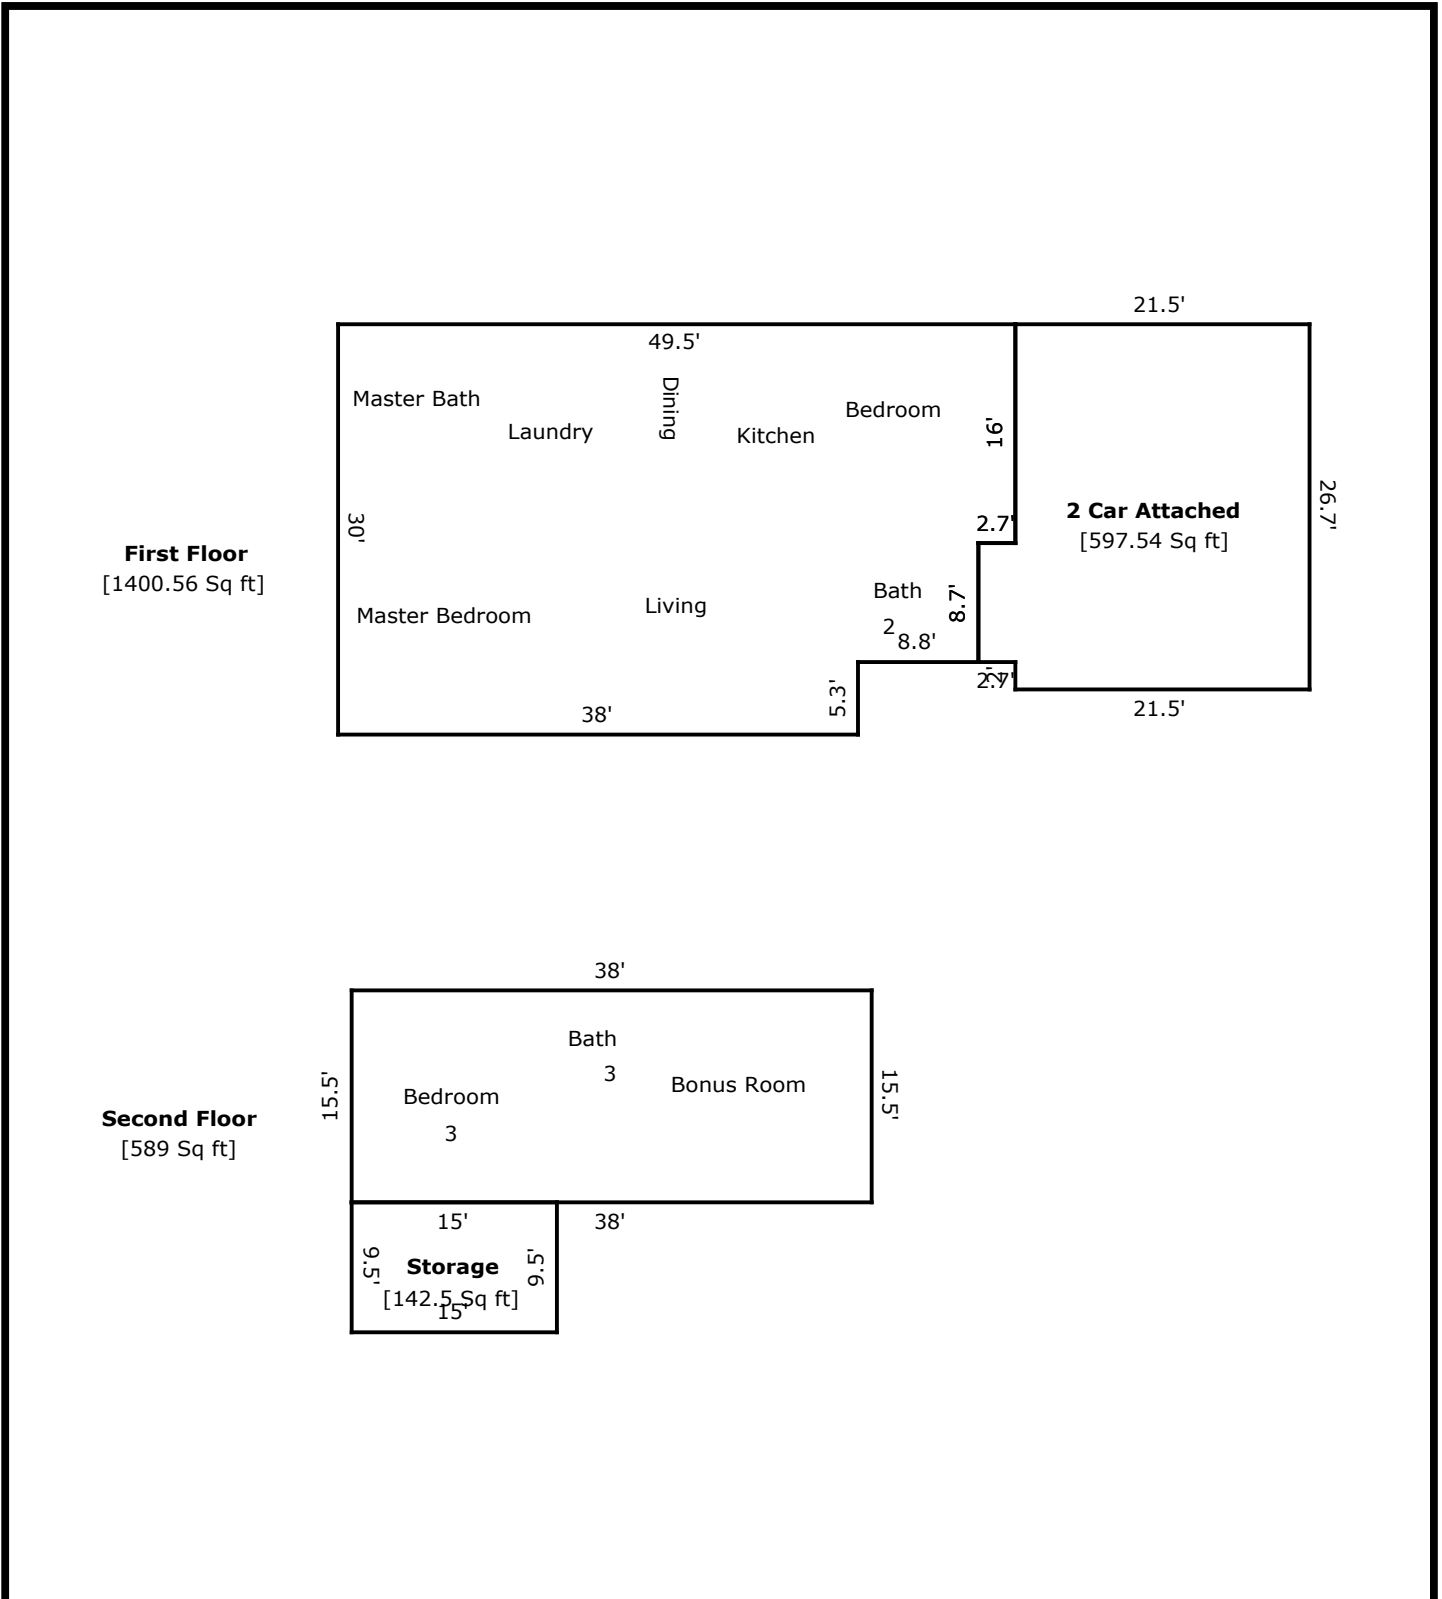 21.5'
49.5'
Master Bath
Laundry
Dining
Kitchen
Bedroom
16'
30'
2.7'
2 Car Attached
[597.54 Sq ft]
26.7'
First Floor
[1400.56 Sq ft]
Master Bedroom
Living
Bath
2
8.8'
8.7'
2'
2.7'
5.3'
38'
21.5'
38'
15.5'
Bath
3
Bedroom
3
Bonus Room
15.5'
Second Floor
[589 Sq ft]
15'
38'
9.5'
Storage
9.5'
[142.5 Sq ft]
15'